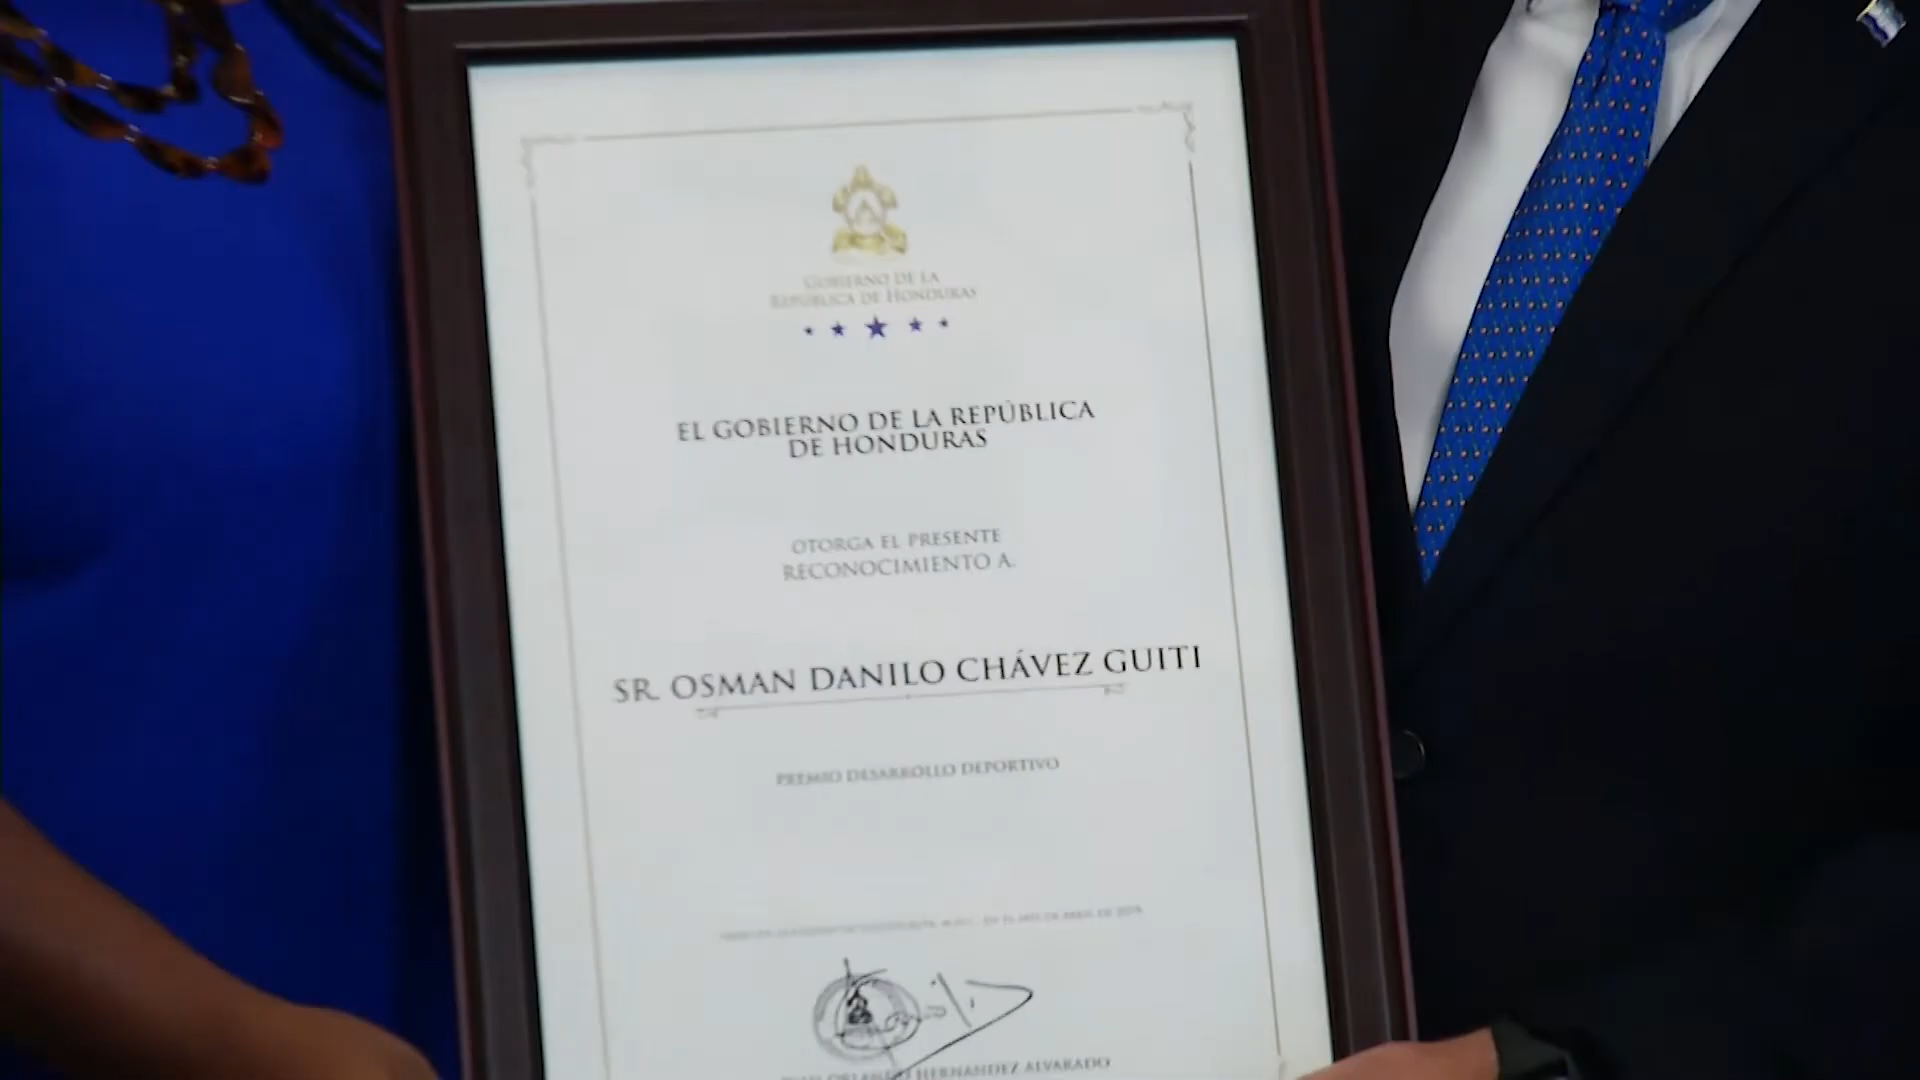 GOBIERNO DE LA
REPÚBLICA DE HONDURAS
EL GOBIERNO DE LA REPÚBLICA
DE HONDURAS
OTORGA EL PRESENTE
RECONOCIMIENTO A:
SR. OSMAN DANILO CHÁVEZ GUITI
PREMIO DESARROLLO DEPORTIVO
HERNANDEZ ALVARADO